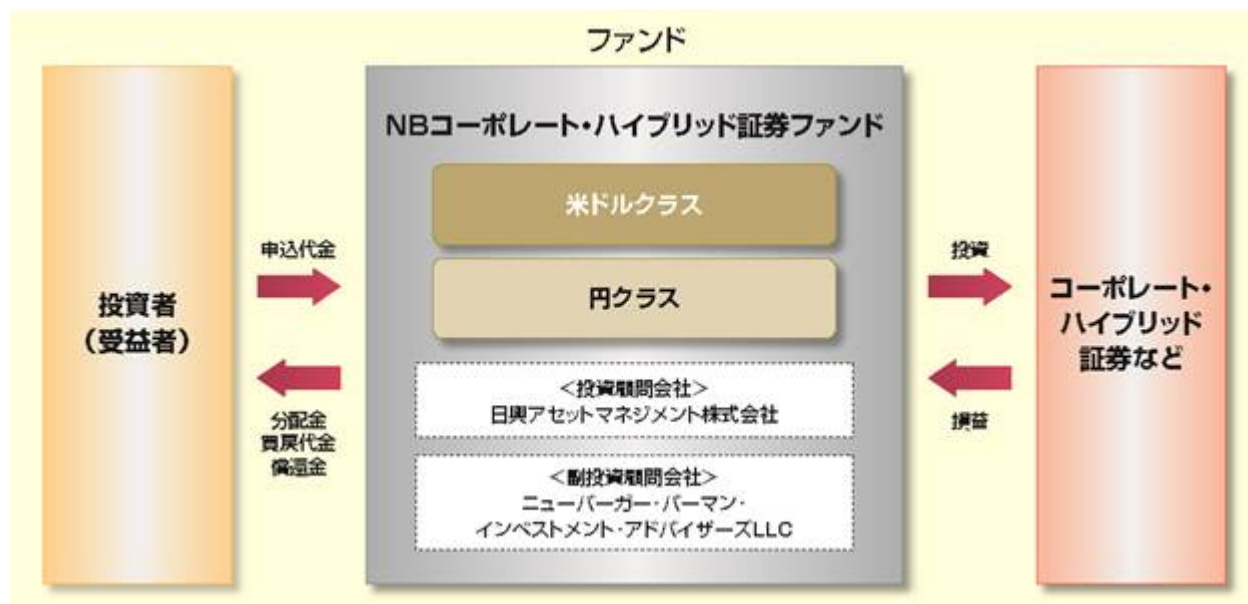 ファンド
投資者
(受益者)
申込代金
分配金
買戻代金
償還金
NBコーポレート・ハイブリッド証券ファンド
米ドルクラス
円クラス
<投資顧問会社>
日興アセットマネジメント株式会社
<副投資顧問会社>
ニューバーガー・バーマン・
インベストメント・アドバイザーズLLC
投資
損益
コーポレート・
ハイブリッド
証券など